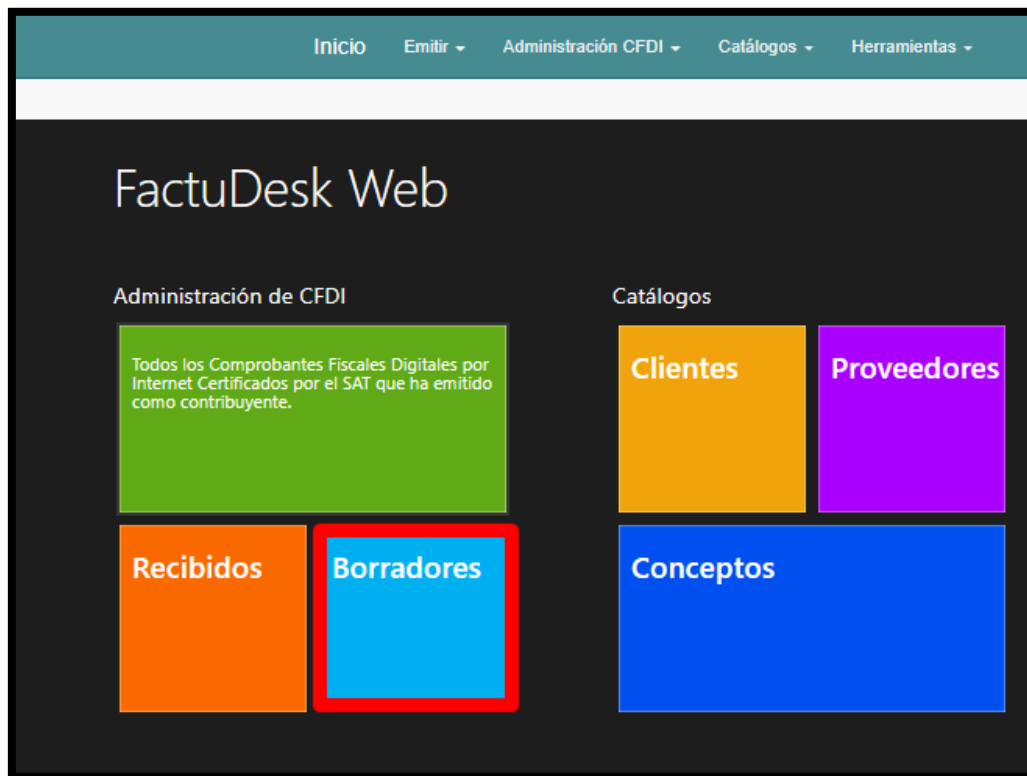 Inicio Emitir Administración CFDI Catálogos Herramientas
FactuDesk Web
Administración de CFDI
Todos los Comprobantes Fiscales Digitales por
Internet Certificados por el SAT que ha emitido
como contribuyente.
Recibidos
Borradores
Catálogos
Clientes
Proveedores
Conceptos